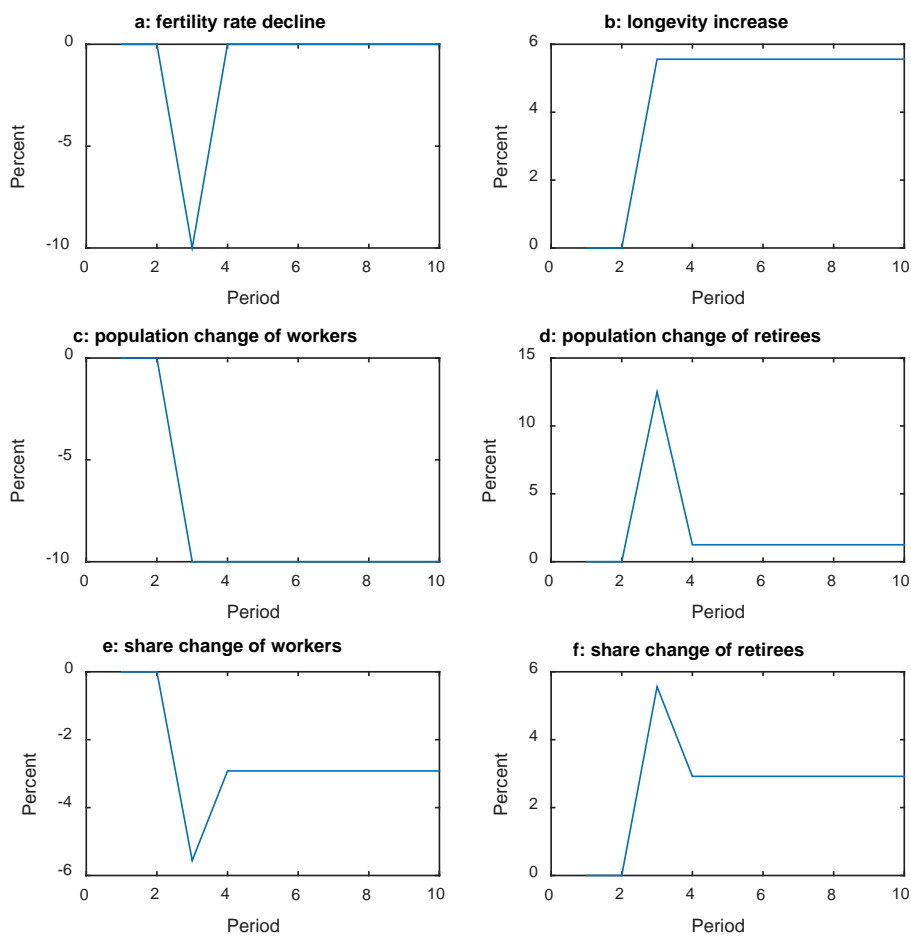 a: fertility rate decline
0
-5
-10
Percent
0 2 4 6 8 10
Period
b: longevity increase
6
4
2
0
Percent
0 2 4 6 8 10
Period
c: population change of workers
0
-5
-10
Percent
0 2 4 6 8 10
Period
d: population change of retirees
15
10
5
0
Percent
0 2 4 6 8 10
Period
e: share change of workers
0
-2
-4
-6
Percent
0 2 4 6 8 10
Period
f: share change of retirees
6
4
2
0
Percent
0 2 4 6 8 10
Period